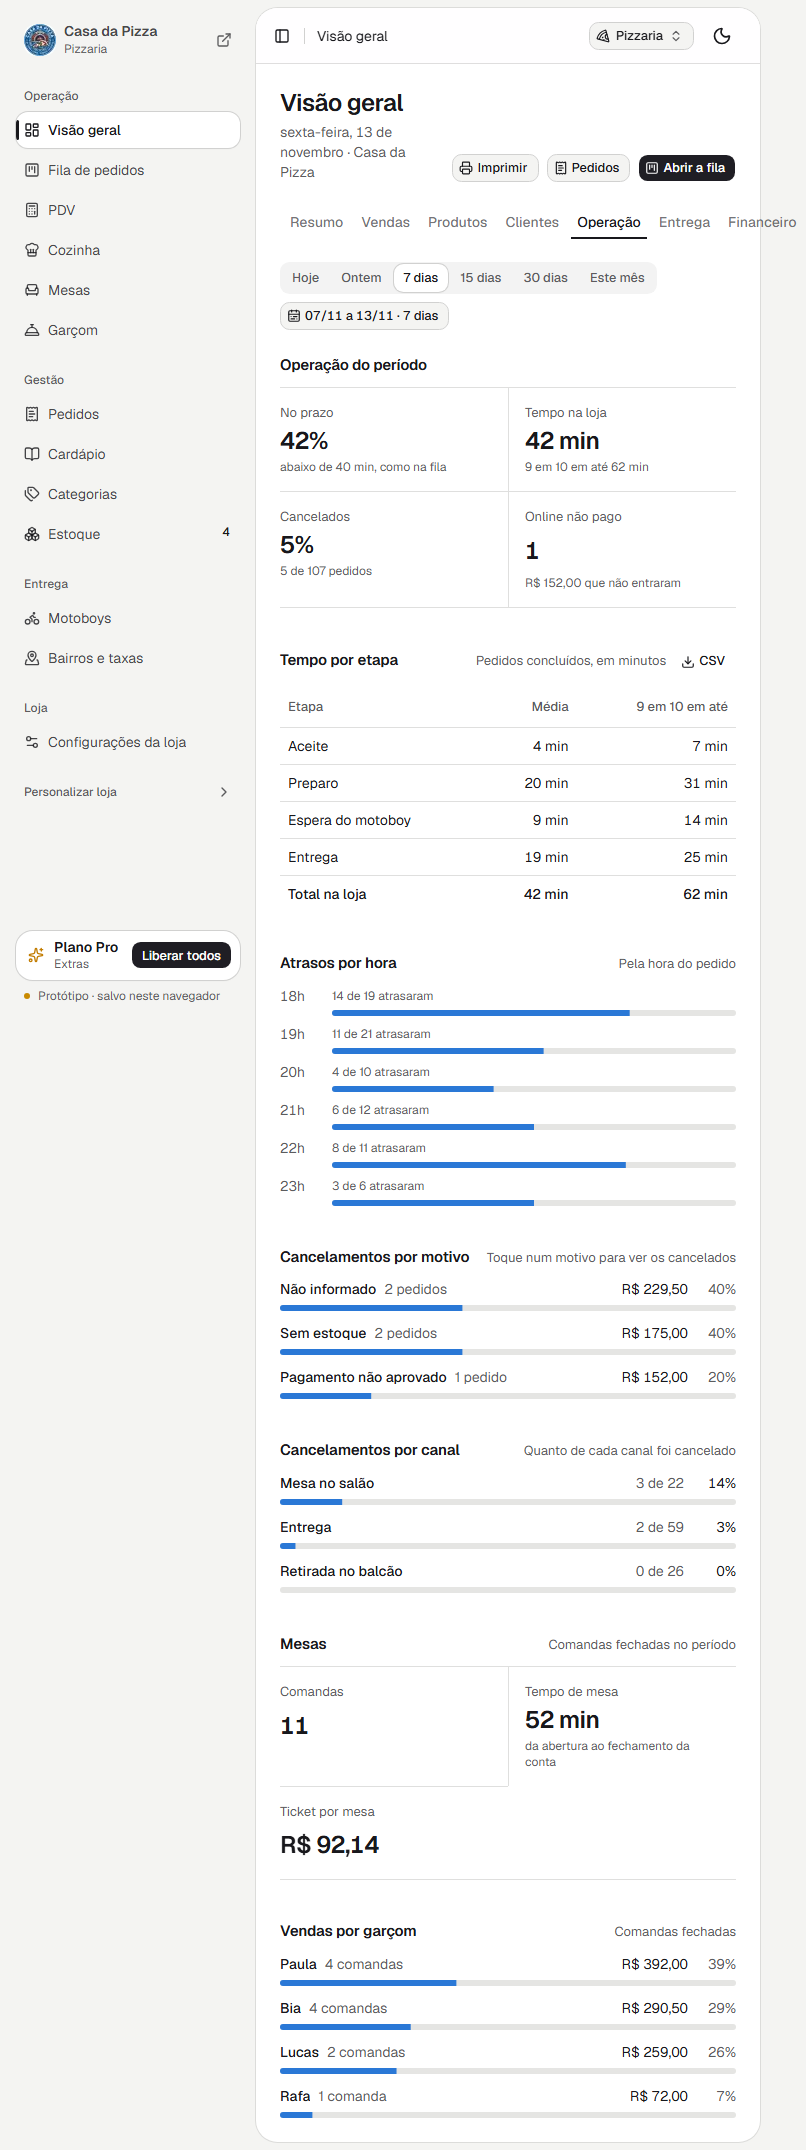 Casa da Pizza
Pizzaria
Operação
Visão geral
Fila de pedidos
PDV
Cozinha
Mesas
Garçom
Gestão
Pedidos
Cardápio
Categorias
Estoque 4
Entrega
Motoboys
Bairros e taxas
Loja
Configurações da loja
Personalizar loja
Plano Pro
Extras
Liberar todos
Protótipo · salvo neste navegador
Visão geral
Pizzaria
Visão geral
sexta-feira, 13 de
novembro · Casa da
Pizza
Imprimir Pedidos Abrir a fila
Resumo Vendas Produtos Clientes Operação Entrega Financeiro
Hoje Ontem 7 dias 15 dias 30 dias Este mês
07/11 a 13/11 · 7 dias
Operação do período
No prazo
42%
abaixo de 40 min, como na fila
Tempo na loja
42 min
9 em 10 em até 62 min
Cancelados
5%
5 de 107 pedidos
Online não pago
1
R$ 152,00 que não entraram
Tempo por etapa Pedidos concluídos, em minutos CSV
Etapa Média 9 em 10 em até
Aceite 4 min 7 min
Preparo 20 min 31 min
Espera do motoboy 9 min 14 min
Entrega 19 min 25 min
Total na loja 42 min 62 min
Atrasos por hora Pela hora do pedido
18h 14 de 19 atrasaram
19h 11 de 21 atrasaram
20h 4 de 10 atrasaram
21h 6 de 12 atrasaram
22h 8 de 11 atrasaram
23h 3 de 6 atrasaram
Cancelamentos por motivo Toque num motivo para ver os cancelados
Não informado 2 pedidos R$ 229,50 40%
Sem estoque 2 pedidos R$ 175,00 40%
Pagamento não aprovado 1 pedido R$ 152,00 20%
Cancelamentos por canal Quanto de cada canal foi cancelado
Mesa no salão 3 de 22 14%
Entrega 2 de 59 3%
Retirada no balcão 0 de 26 0%
Mesas Comandas fechadas no período
Comandas
11
Tempo de mesa
52 min
da abertura ao fechamento da
conta
Ticket por mesa
R$ 92,14
Vendas por garçom Comandas fechadas
Paula 4 comandas R$ 392,00 39%
Bia 4 comandas R$ 290,50 29%
Lucas 2 comandas R$ 259,00 26%
Rafa 1 comanda R$ 72,00 7%